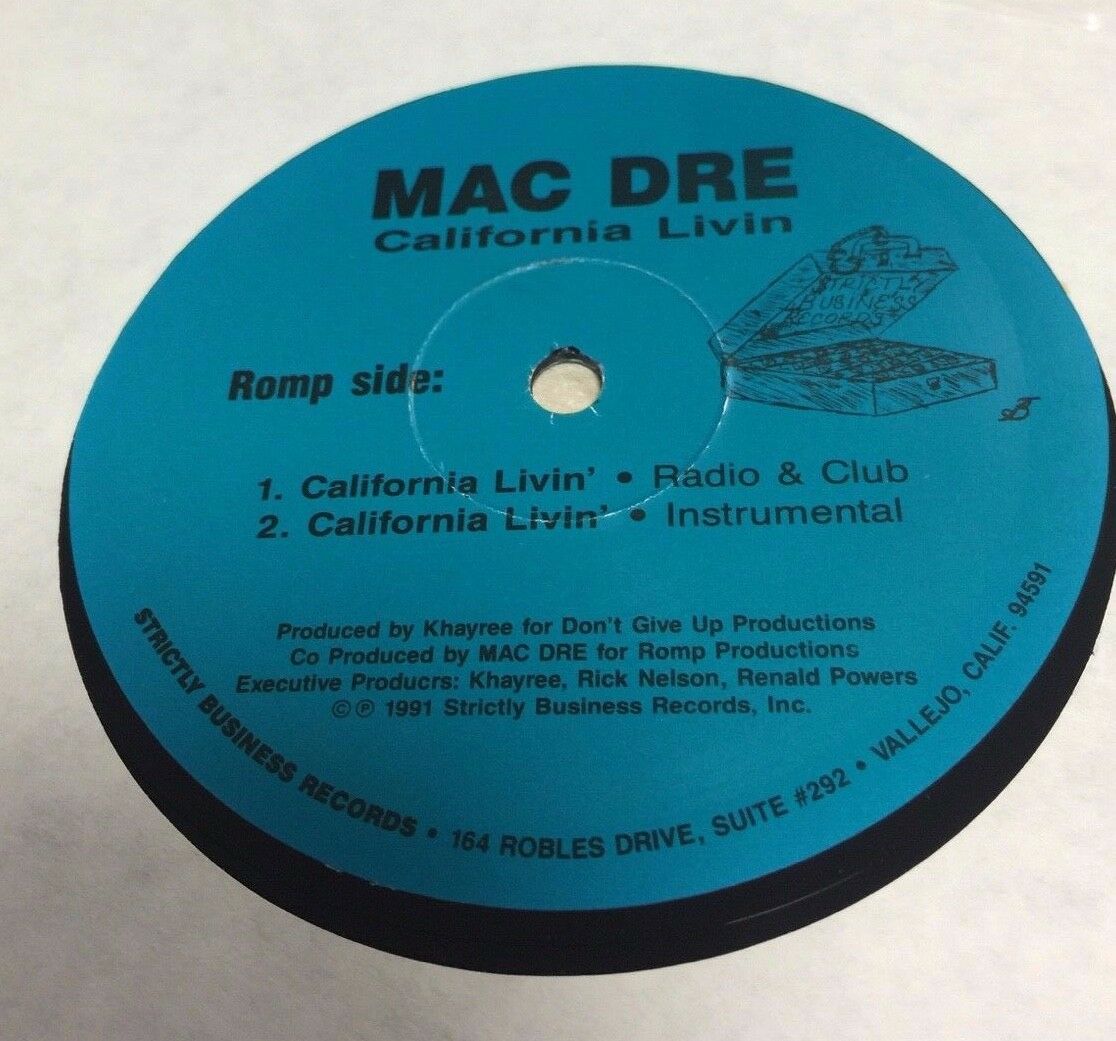 MAC DRE
California Livin
STRICTLY
BUSINESS
RECORDS
Romp side:
1. California Livin' • Radio & Club
2. California Livin' • Instrumental
Produced by Khayree for Don't Give Up Productions
Co Produced by MAC DRE for Romp Productions
Executive Producrs: Khayree, Rick Nelson, Renald Powers
©℗ 1991 Strictly Business Records, Inc.
STRICTLY BUSINESS RECORDS • 164 ROBLES DRIVE, SUITE #292 • VALLEJO, CALIF. 94591